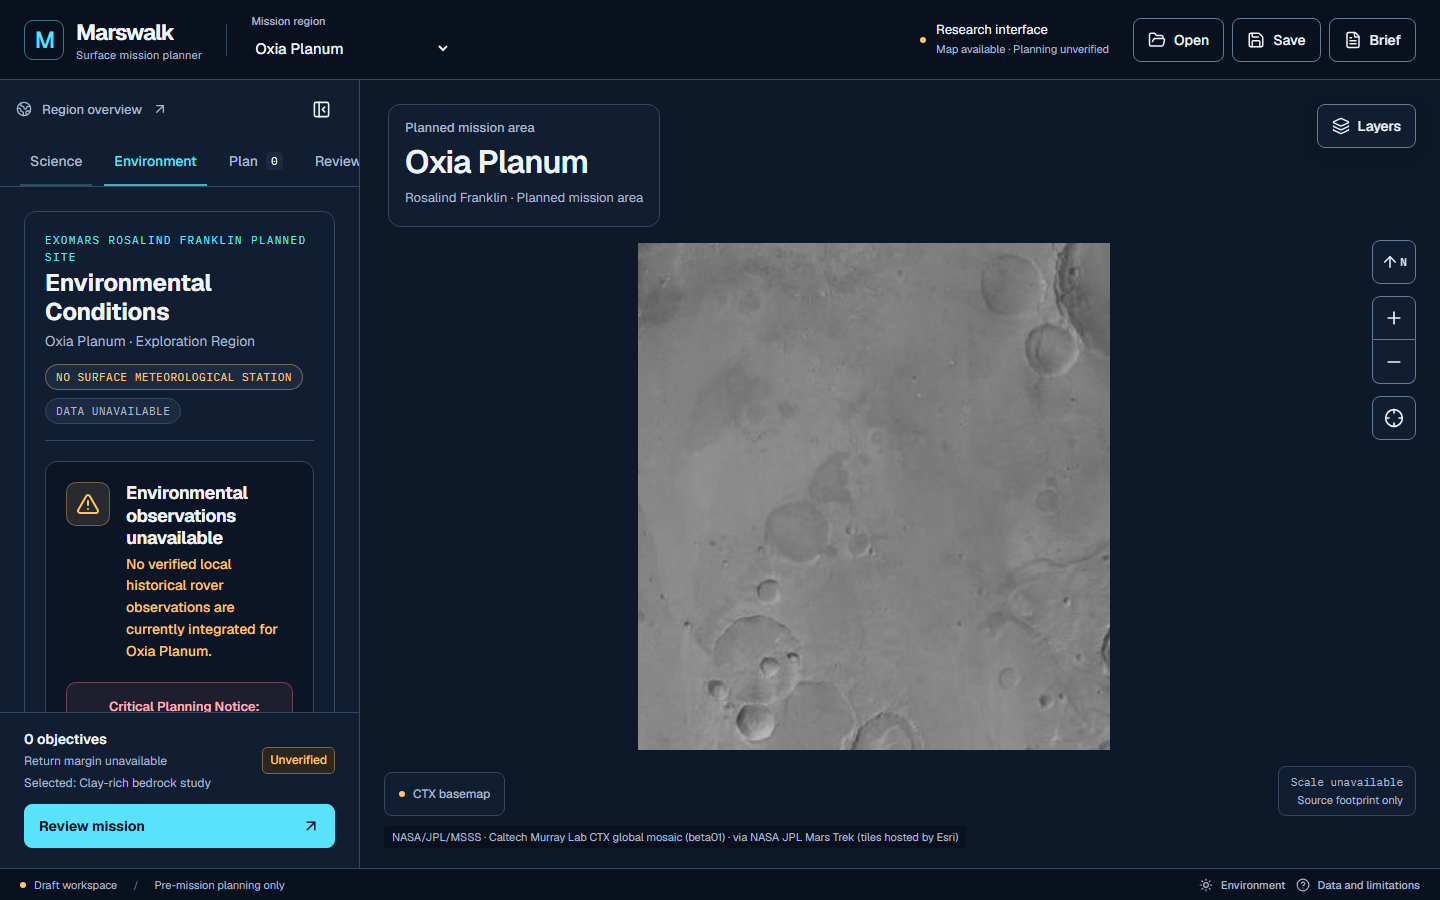 M
Marswalk
Surface mission planner
Mission region
Oxia Planum
Research interface
Map available · Planning unverified
Open
Save
Brief
Region overview
Science
Environment
Plan 0
Review
EXOMARS ROSALIND FRANKLIN PLANNED
SITE
Environmental
Conditions
Oxia Planum · Exploration Region
NO SURFACE METEOROLOGICAL STATION
DATA UNAVAILABLE
Environmental
observations
unavailable
No verified local
historical rover
observations are
currently integrated for
Oxia Planum.
Critical Planning Notice:
0 objectives
Return margin unavailable
Selected: Clay-rich bedrock study
Unverified
Review mission
Planned mission area
Oxia Planum
Rosalind Franklin · Planned mission area
Layers
N
CTX basemap
Scale unavailable
Source footprint only
NASA/JPL/MSSS · Caltech Murray Lab CTX global mosaic (beta01) · via NASA JPL Mars Trek (tiles hosted by Esri)
Draft workspace / Pre-mission planning only
Environment
Data and limitations